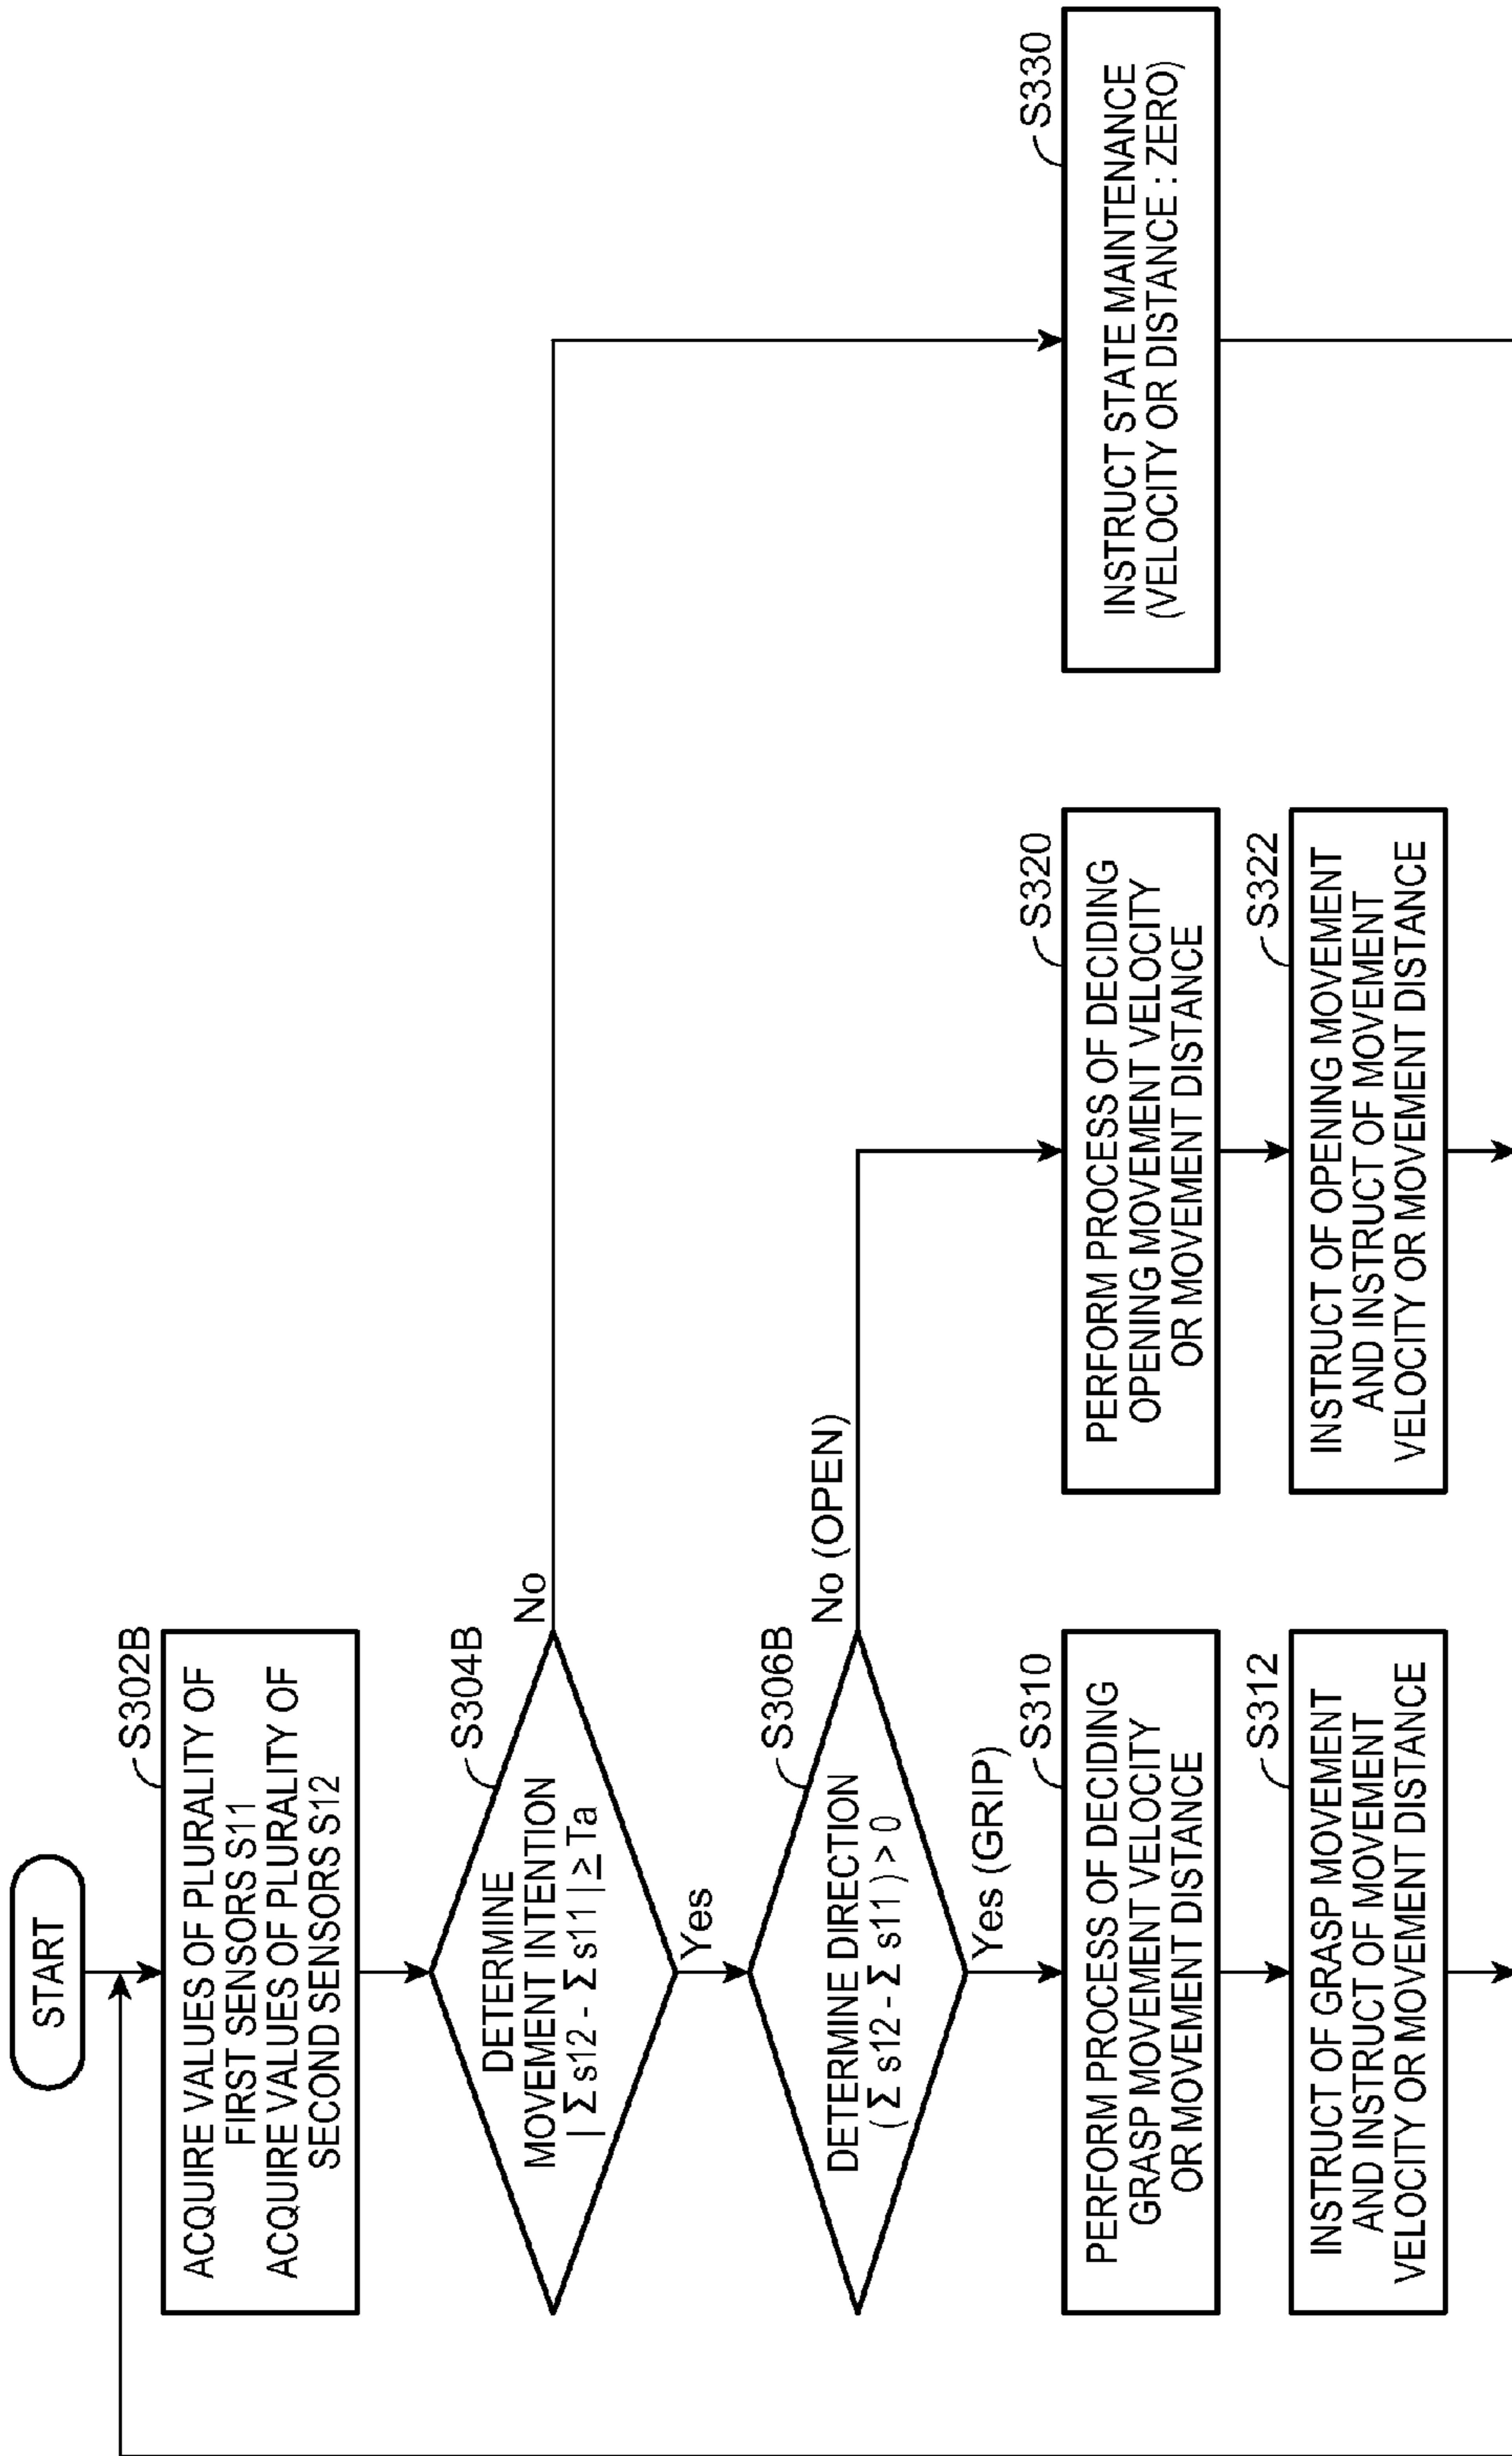 START
S302B
ACQUIRE VALUES OF PLURALITY OF
FIRST SENSORS S11
ACQUIRE VALUES OF PLURALITY OF
SECOND SENSORS S12
S304B
DETERMINE
MOVEMENT INTENTION
| Σ s12 - Σ s11 | ≥ Ta
No
Yes
S306B
DETERMINE DIRECTION
( Σ s12 - Σ s11 ) > 0
No (OPEN)
Yes (GRIP)
S310
PERFORM PROCESS OF DECIDING
GRASP MOVEMENT VELOCITY
OR MOVEMENT DISTANCE
S312
INSTRUCT OF GRASP MOVEMENT
AND INSTRUCT OF MOVEMENT
VELOCITY OR MOVEMENT DISTANCE
S320
PERFORM PROCESS OF DECIDING
OPENING MOVEMENT VELOCITY
OR MOVEMENT DISTANCE
S322
INSTRUCT OF OPENING MOVEMENT
AND INSTRUCT OF MOVEMENT
VELOCITY OR MOVEMENT DISTANCE
S330
INSTRUCT STATE MAINTENANCE
(VELOCITY OR DISTANCE : ZERO)